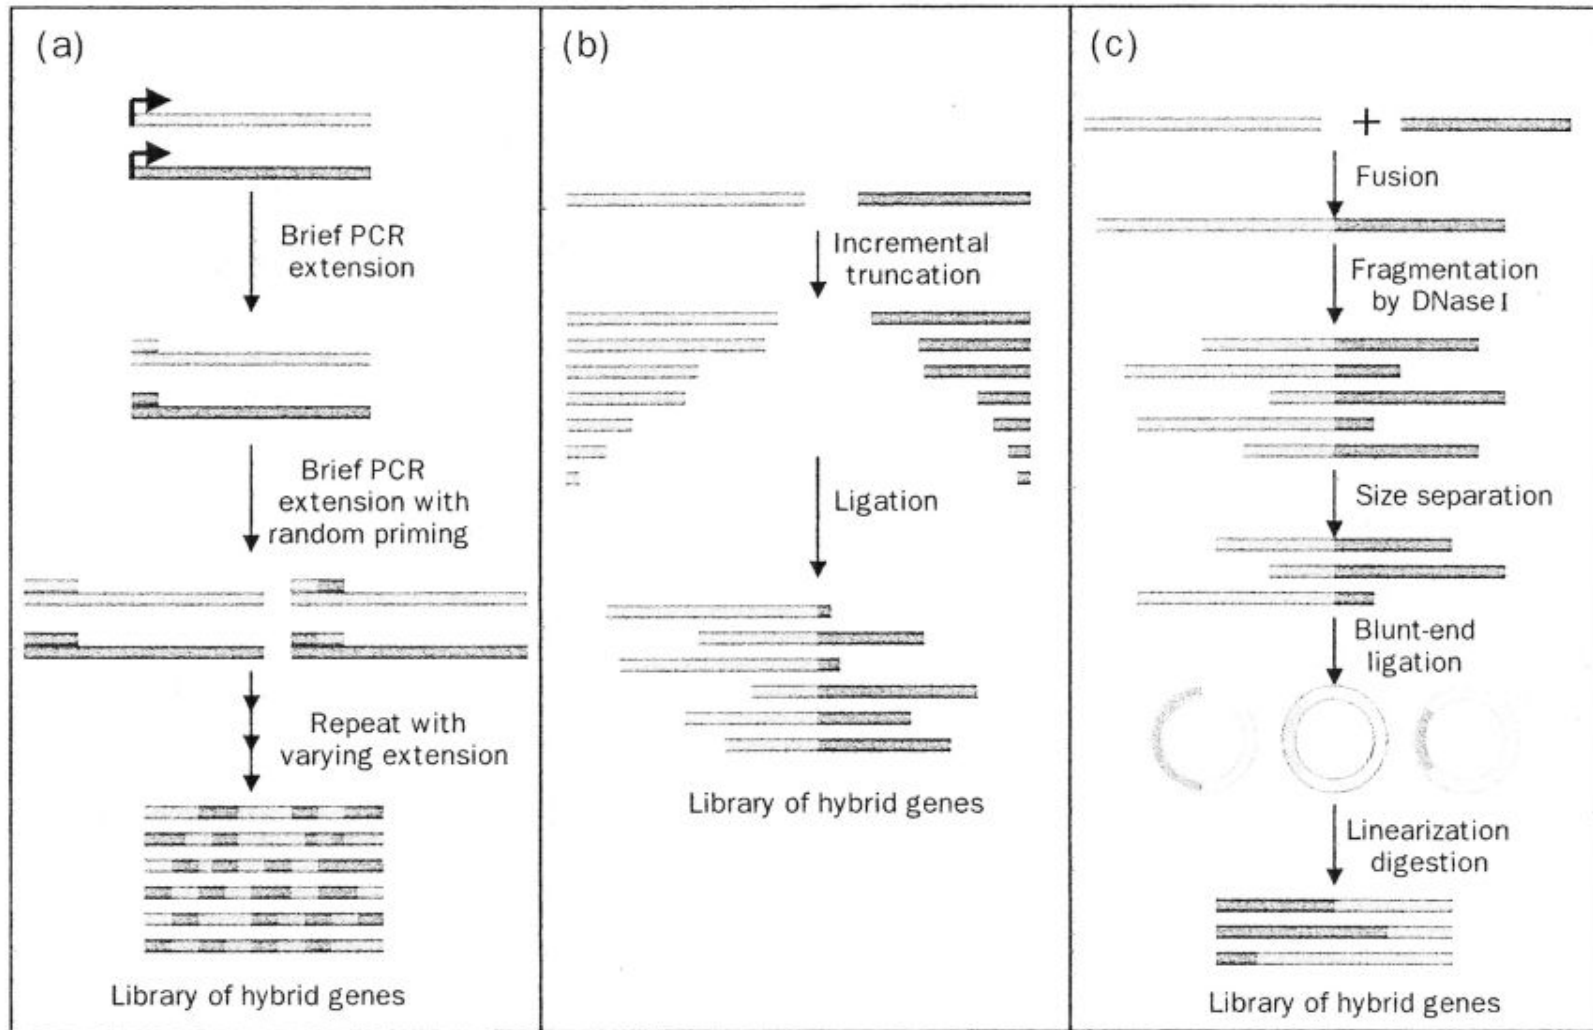 (a)
Brief PCR
extension
Brief PCR
extension with
random priming
Repeat with
varying extension
Library of hybrid genes
(b)
Incremental
truncation
Ligation
Library of hybrid genes
(c)
+
Fusion
Fragmentation
by DNase I
Size separation
Blunt-end
ligation
Linearization
digestion
Library of hybrid genes